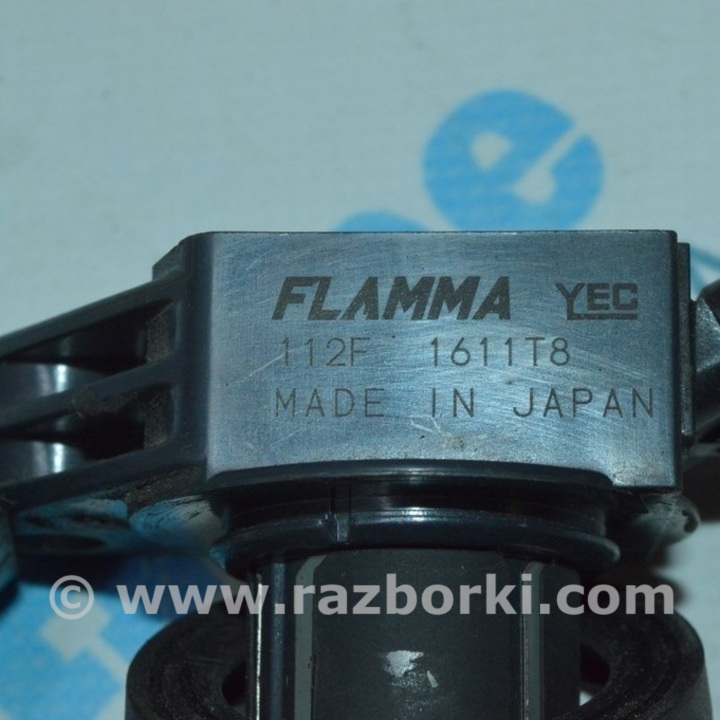 FLAMMA YEC
112F 1611T8
MADE IN JAPAN
© www.razborki.com